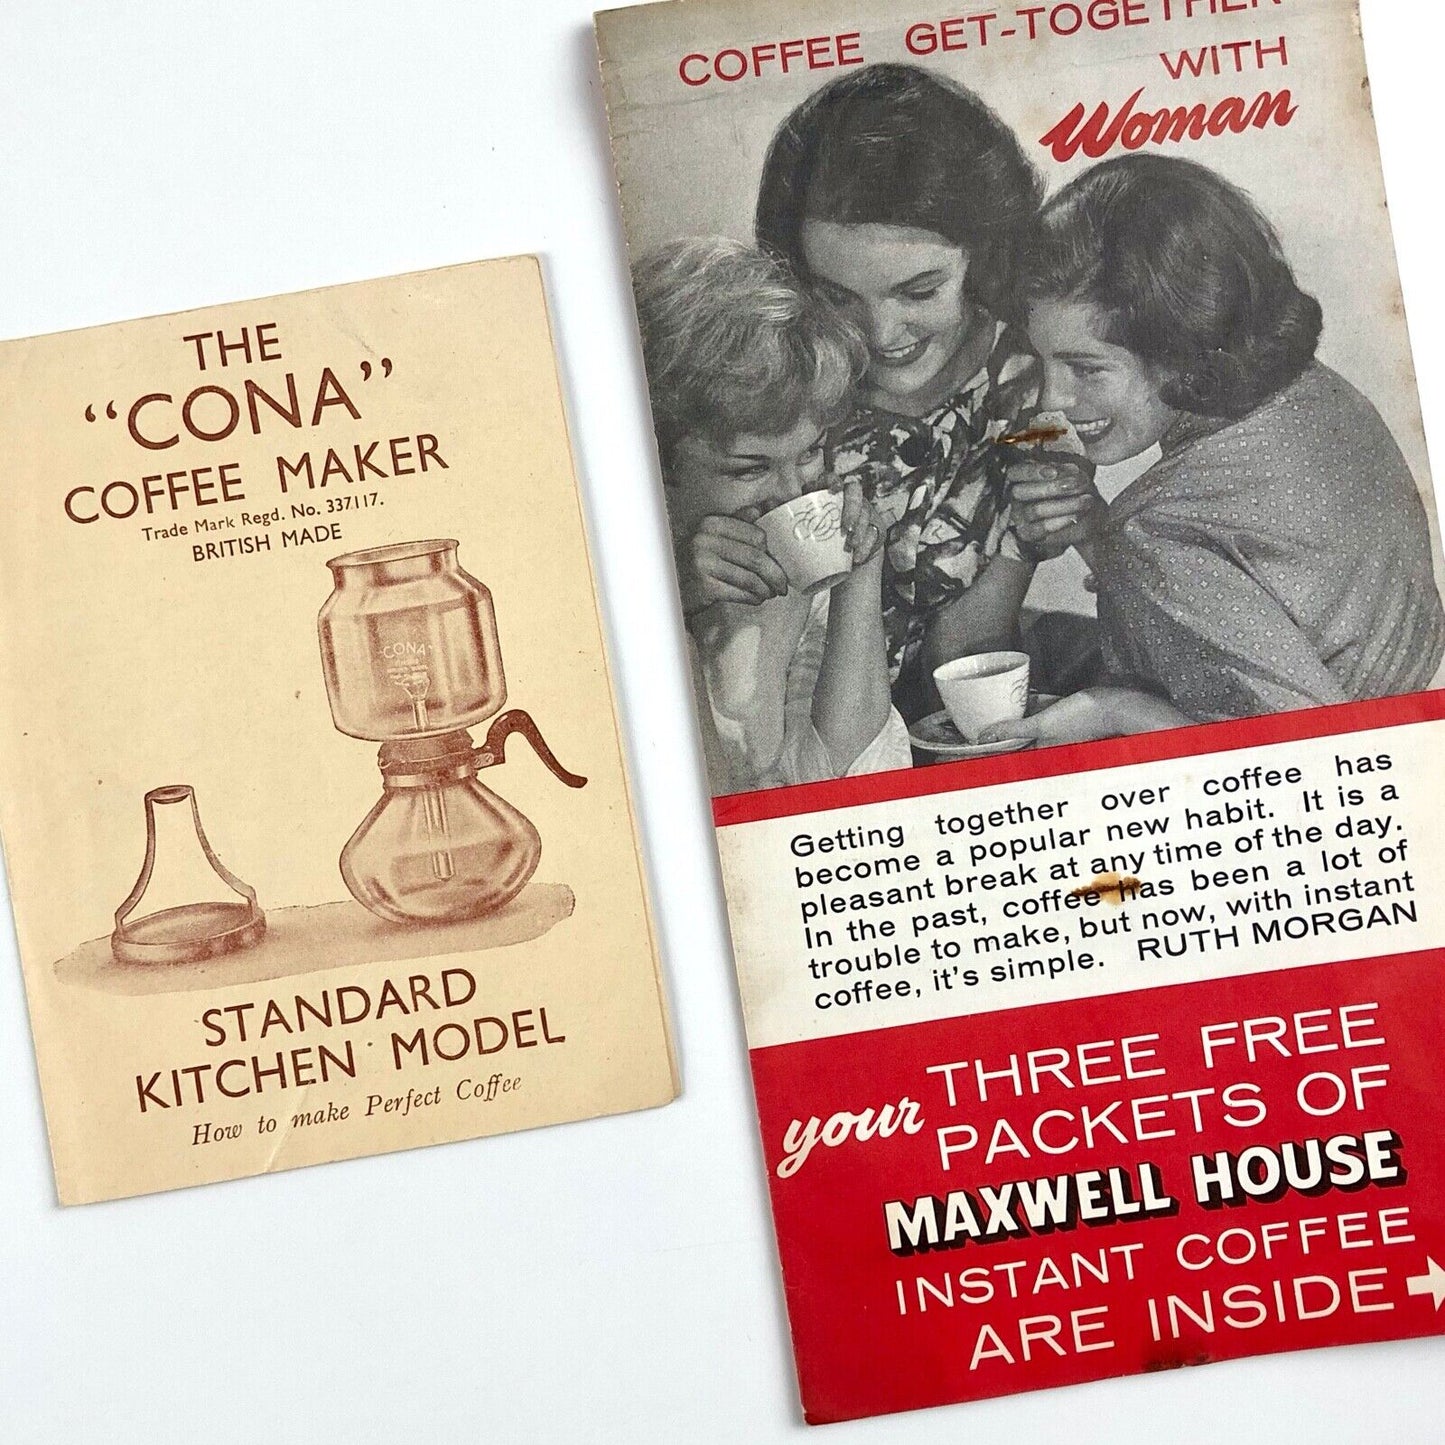 THE
“CONA”
COFFEE MAKER
Trade Mark Regd. No. 337117.
BRITISH MADE
CONA
STANDARD
KITCHEN MODEL
How to make Perfect Coffee
COFFEE GET-TOGETHER
WITH
Woman
Getting together over coffee has
become a popular new habit. It is a
pleasant break at any time of the day.
In the past, coffee has been a lot of
trouble to make, but now, with instant
coffee, it's simple. RUTH MORGAN
your THREE FREE
PACKETS OF
MAXWELL HOUSE
INSTANT COFFEE
ARE INSIDE